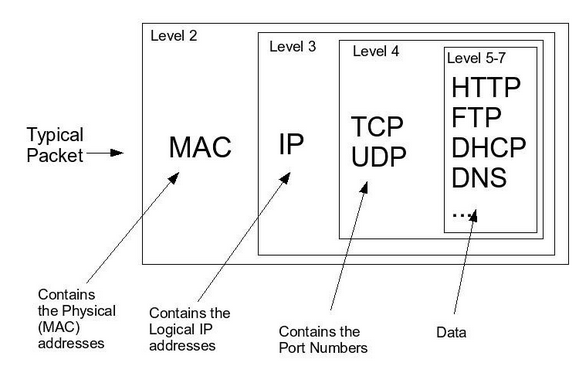 Level 2
Level 3
Level 4
Level 5-7
Typical
Packet
MAC
IP
TCP
UDP
HTTP
FTP
DHCP
DNS
...
Contains
the Physical
(MAC)
addresses
Contains the
Logical IP
addresses
Contains the
Port Numbers
Data